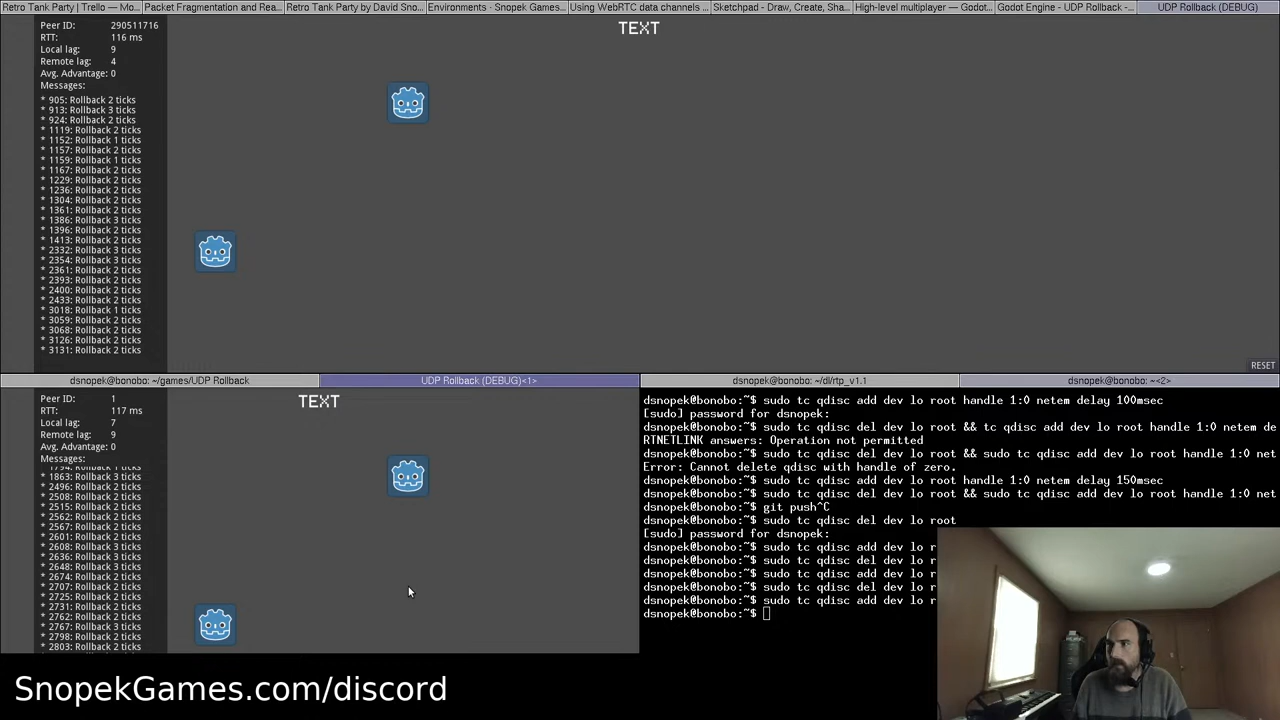 Retro Tank Party | Trello — Mo...
Packet Fragmentation and Rea...
Retro Tank Party by David Sno...
Environments · Snopek Games...
Using WebRTC data channels ...
Sketchpad - Draw, Create, Sha...
High-level multiplayer — Godot...
Godot Engine - UDP Rollback -...
UDP Rollback (DEBUG)
Peer ID: 290511716
RTT: 116 ms
Local lag: 9
Remote lag: 4
Avg. Advantage: 0
Messages:
* 905: Rollback 2 ticks
* 913: Rollback 3 ticks
* 924: Rollback 2 ticks
* 1119: Rollback 2 ticks
* 1152: Rollback 1 ticks
* 1157: Rollback 2 ticks
* 1159: Rollback 1 ticks
* 1167: Rollback 2 ticks
* 1229: Rollback 2 ticks
* 1236: Rollback 2 ticks
* 1304: Rollback 2 ticks
* 1361: Rollback 2 ticks
* 1386: Rollback 3 ticks
* 1396: Rollback 2 ticks
* 1413: Rollback 2 ticks
* 2332: Rollback 3 ticks
* 2354: Rollback 3 ticks
* 2361: Rollback 2 ticks
* 2393: Rollback 2 ticks
* 2400: Rollback 2 ticks
* 2433: Rollback 2 ticks
* 3018: Rollback 1 ticks
* 3059: Rollback 2 ticks
* 3068: Rollback 2 ticks
* 3126: Rollback 2 ticks
* 3131: Rollback 2 ticks
TEXT
RESET
dsnopek@bonobo: ~/games/UDP Rollback
UDP Rollback (DEBUG)<1>
dsnopek@bonobo: ~/dl/rtp_v1.1
dsnopek@bonobo: ~<2>
Peer ID: 1
RTT: 117 ms
Local lag: 7
Remote lag: 9
Avg. Advantage: 0
Messages:
* 1794: Rollback 2 ticks
* 1863: Rollback 3 ticks
* 2496: Rollback 2 ticks
* 2508: Rollback 2 ticks
* 2515: Rollback 2 ticks
* 2562: Rollback 2 ticks
* 2567: Rollback 2 ticks
* 2601: Rollback 2 ticks
* 2608: Rollback 3 ticks
* 2636: Rollback 3 ticks
* 2648: Rollback 3 ticks
* 2674: Rollback 2 ticks
* 2707: Rollback 2 ticks
* 2725: Rollback 2 ticks
* 2731: Rollback 2 ticks
* 2762: Rollback 2 ticks
* 2767: Rollback 3 ticks
* 2798: Rollback 2 ticks
* 2803: Rollback 2 ticks
TEXT
dsnopek@bonobo:~$ sudo tc qdisc add dev lo root handle 1:0 netem delay 100msec
[sudo] password for dsnopek:
dsnopek@bonobo:~$ sudo tc qdisc del dev lo root && tc qdisc add dev lo root handle 1:0 netem de
RTNETLINK answers: Operation not permitted
dsnopek@bonobo:~$ sudo tc qdisc del dev lo root && sudo tc qdisc add dev lo root handle 1:0 net
Error: Cannot delete qdisc with handle of zero.
dsnopek@bonobo:~$ sudo tc qdisc add dev lo root handle 1:0 netem delay 150msec
dsnopek@bonobo:~$ sudo tc qdisc del dev lo root && sudo tc qdisc add dev lo root handle 1:0 net
dsnopek@bonobo:~$ git push^C
dsnopek@bonobo:~$ sudo tc qdisc del dev lo root
[sudo] password for dsnopek:
dsnopek@bonobo:~$ sudo tc qdisc add dev lo r
dsnopek@bonobo:~$ sudo tc qdisc del dev lo r
dsnopek@bonobo:~$ sudo tc qdisc add dev lo r
dsnopek@bonobo:~$ sudo tc qdisc del dev lo r
dsnopek@bonobo:~$ sudo tc qdisc add dev lo r
dsnopek@bonobo:~$
SnopekGames.com/discord